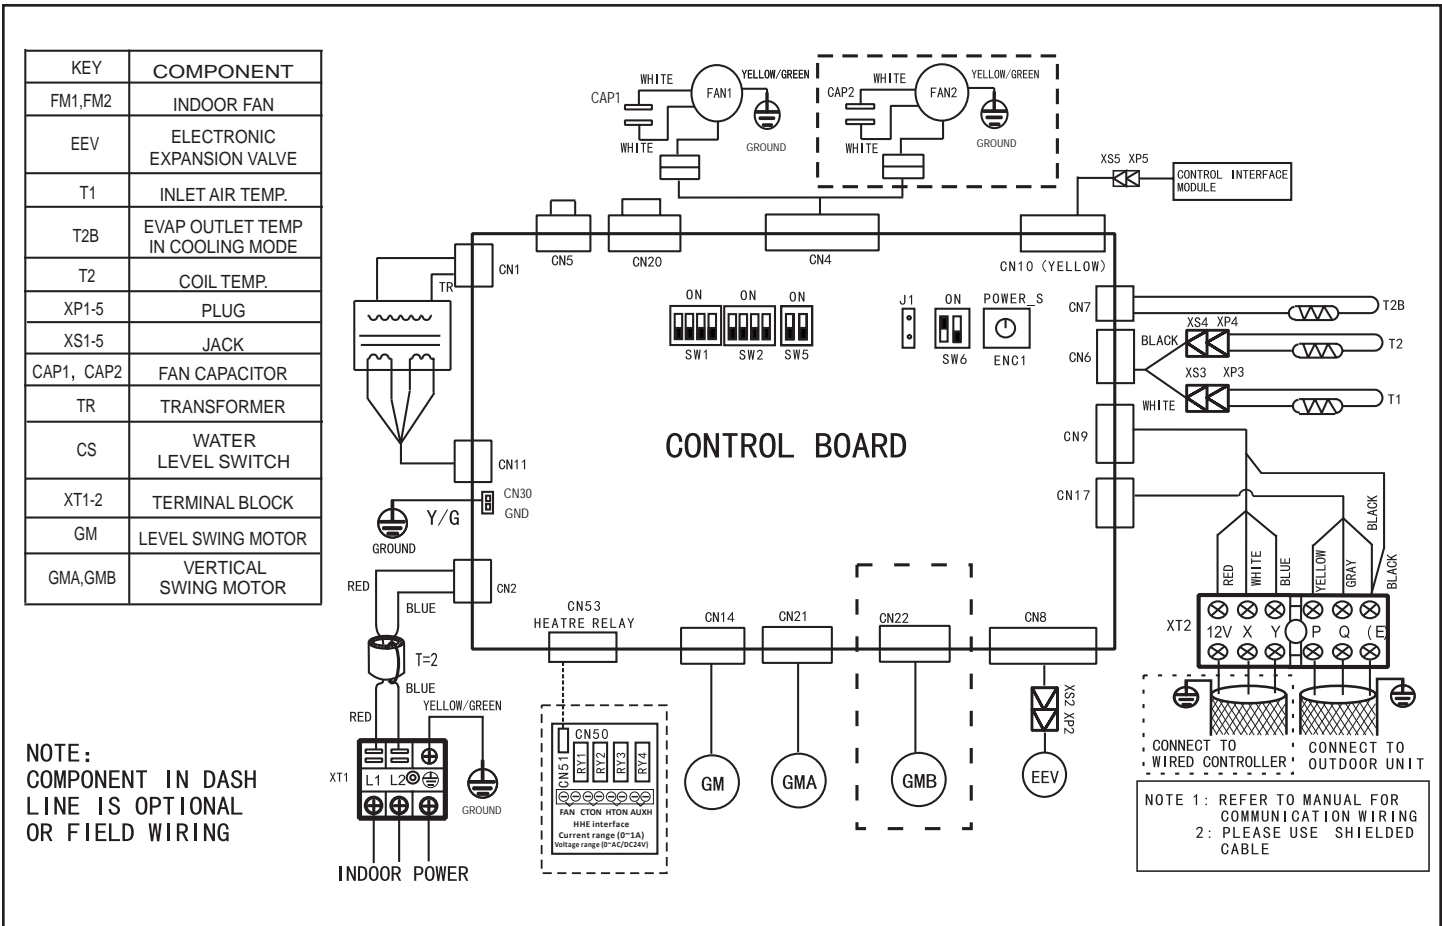 KEY COMPONENT
FM1,FM2 INDOOR FAN
EEV ELECTRONIC
EXPANSION VALVE
T1 INLET AIR TEMP.
T2B EVAP OUTLET TEMP
IN COOLING MODE
T2 COIL TEMP.
XP1-5 PLUG
XS1-5 JACK
CAP1, CAP2 FAN CAPACITOR
TR TRANSFORMER
CS WATER
LEVEL SWITCH
XT1-2 TERMINAL BLOCK
GM LEVEL SWING MOTOR
GMA,GMB VERTICAL
SWING MOTOR
NOTE:
COMPONENT IN DASH
LINE IS OPTIONAL
OR FIELD WIRING
WHITE
CAP1
FAN1
YELLOW/GREEN
WHITE
GROUND
WHITE
CAP2
FAN2
YELLOW/GREEN
WHITE
GROUND
XS5 XP5
CONTROL INTERFACE
MODULE
CN5
CN20
CN4
CN10 (YELLOW)
CN1
TR
ON
SW1
ON
SW2
ON
SW5
J1
ON
SW6
POWER_S
ENC1
CN7
T2B
CN6
BLACK
XS4 XP4
T2
WHITE
XS3 XP3
T1
CONTROL BOARD
CN9
CN17
CN11
CN30
GND
Y/G
GROUND
CN2
RED
BLUE
T=2
BLUE
RED
YELLOW/GREEN
XT1
L1 L2
GROUND
INDOOR POWER
CN53
HEATRE RELAY
CN50
CN51
RY1
RY2
RY3
RY4
FAN CTON HTON AUXH
HHE interface
Current range (0~1A)
Voltage range (0~AC/DC24V)
CN14
GM
CN21
GMA
CN22
GMB
CN8
XS2 XP2
EEV
BLACK
RED
WHITE
BLUE
YELLOW
GRAY
BLACK
XT2
12V X Y P Q (E)
CONNECT TO
WIRED CONTROLLER
CONNECT TO
OUTDOOR UNIT
NOTE 1: REFER TO MANUAL FOR
COMMUNICATION WIRING
2: PLEASE USE SHIELDED
CABLE